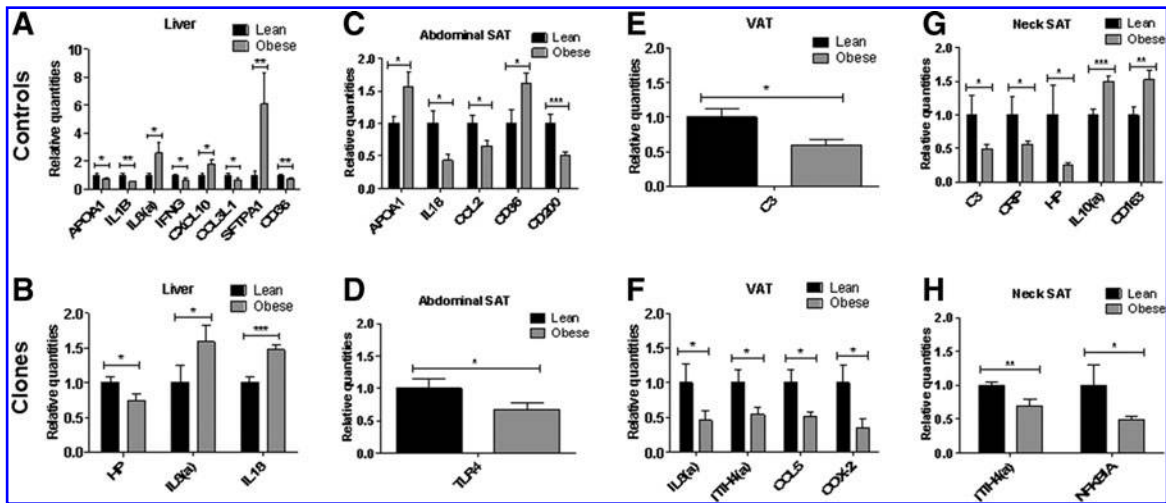 A
Liver
Lean
Obese
Controls
Relative quantities
10
8
6
4
2
0
*
**
*
*
*
*
**
**
APOA1
IL1B
IL8(a)
IFNG
CXCL10
CCL3L1
SFTPA1
CD36
C
Abdominal SAT
Lean
Obese
Relative quantities
2.0
1.5
1.0
0.5
0.0
*
*
*
*
***
APOA1
IL18
CCL2
CD36
CD200
E
VAT
Lean
Obese
Relative quantities
2.0
1.5
1.0
0.5
0.0
*
C3
G
Neck SAT
Lean
Obese
Relative quantities
2.0
1.5
1.0
0.5
0.0
*
*
*
***
**
C3
CRP
HP
IL10(a)
CD163
B
Liver
Lean
Obese
Clones
Relative quantities
2.0
1.5
1.0
0.5
0.0
*
*
***
HP
IL8(a)
IL18
D
Abdominal SAT
Lean
Obese
Relative quantities
2.0
1.5
1.0
0.5
0.0
*
TLR4
F
VAT
Lean
Obese
Relative quantities
2.0
1.5
1.0
0.5
0.0
*
*
*
*
IL8(a)
ITIH4(a)
CCL5
COX-2
H
Neck SAT
Lean
Obese
Relative quantities
2.0
1.5
1.0
0.5
0.0
**
*
ITIH4(a)
NFKBIA